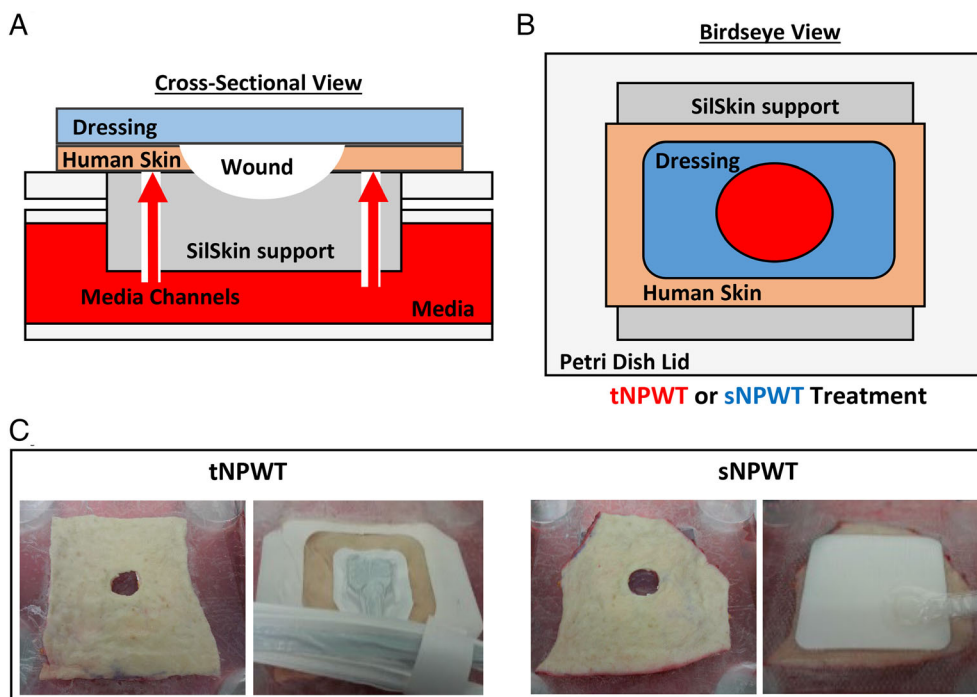 A
Cross-Sectional View
Dressing
Human Skin
Wound
SilSkin support
Media Channels
Media
B
Birdseye View
SilSkin support
Dressing
Human Skin
Petri Dish Lid
tNPWT or sNPWT Treatment
C
tNPWT
sNPWT